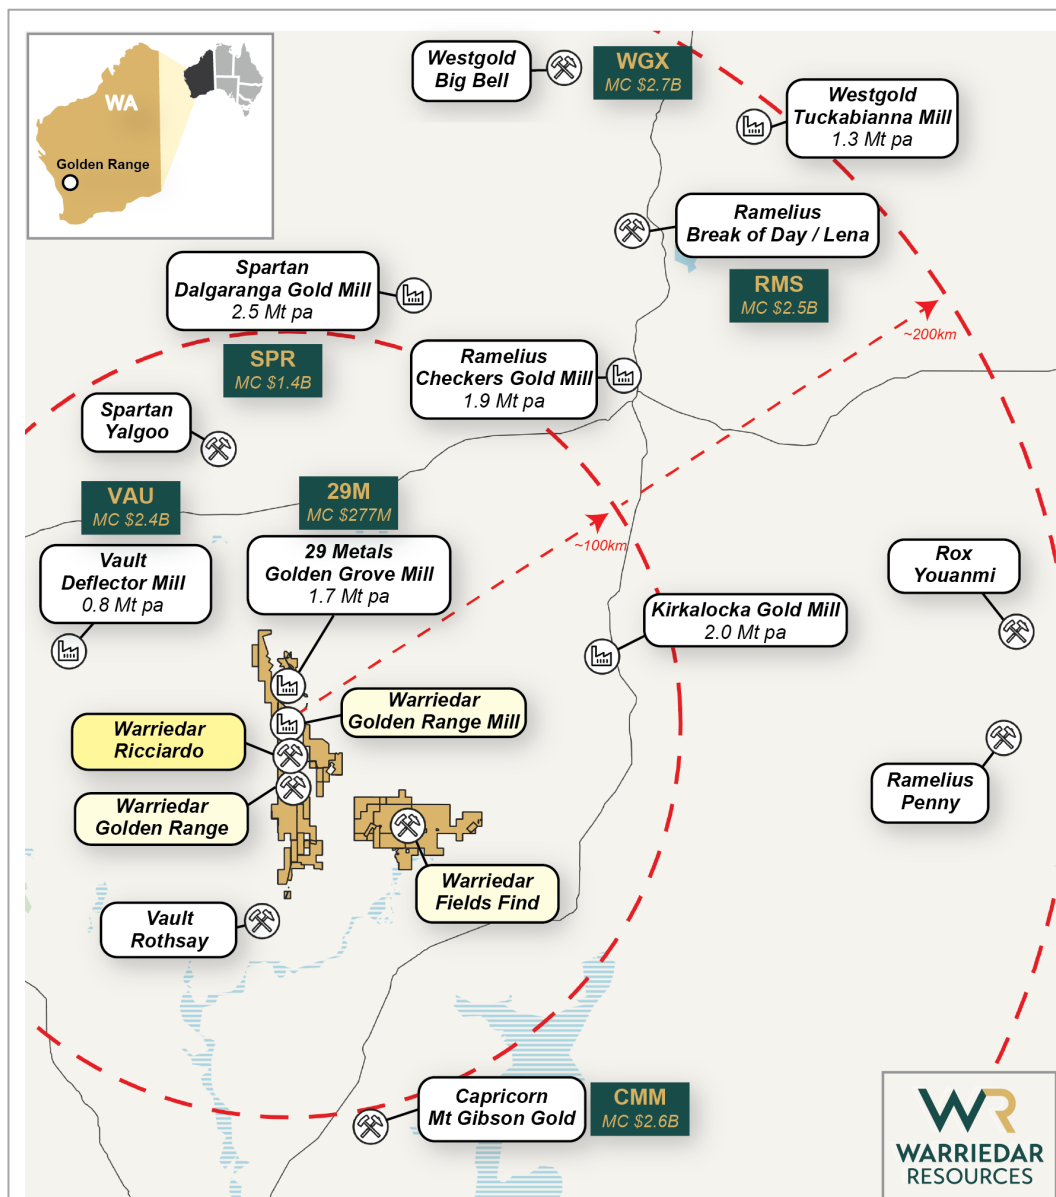 Westgold
Big Bell
WGX
MC $2.7B
Westgold
Tuckabianna Mill
1.3 Mt pa
WA
Golden Range
Ramelius
Break of Day / Lena
RMS
MC $2.5B
Spartan
Dalgaranga Gold Mill
2.5 Mt pa
~200km
SPR
MC $1.4B
Ramelius
Checkers Gold Mill
1.9 Mt pa
Spartan
Yalgoo
VAU
MC $2.4B
29M
MC $277M
~100km
Vault
Deflector Mill
0.8 Mt pa
29 Metals
Golden Grove Mill
1.7 Mt pa
Rox
Youanmi
Kirkalocka Gold Mill
2.0 Mt pa
Warriedar
Golden Range Mill
Warriedar
Ricciardo
Warriedar
Golden Range
Ramelius
Penny
Warriedar
Fields Find
Vault
Rothsay
Capricorn
Mt Gibson Gold
CMM
MC $2.6B
WR
WARRIEDAR
RESOURCES